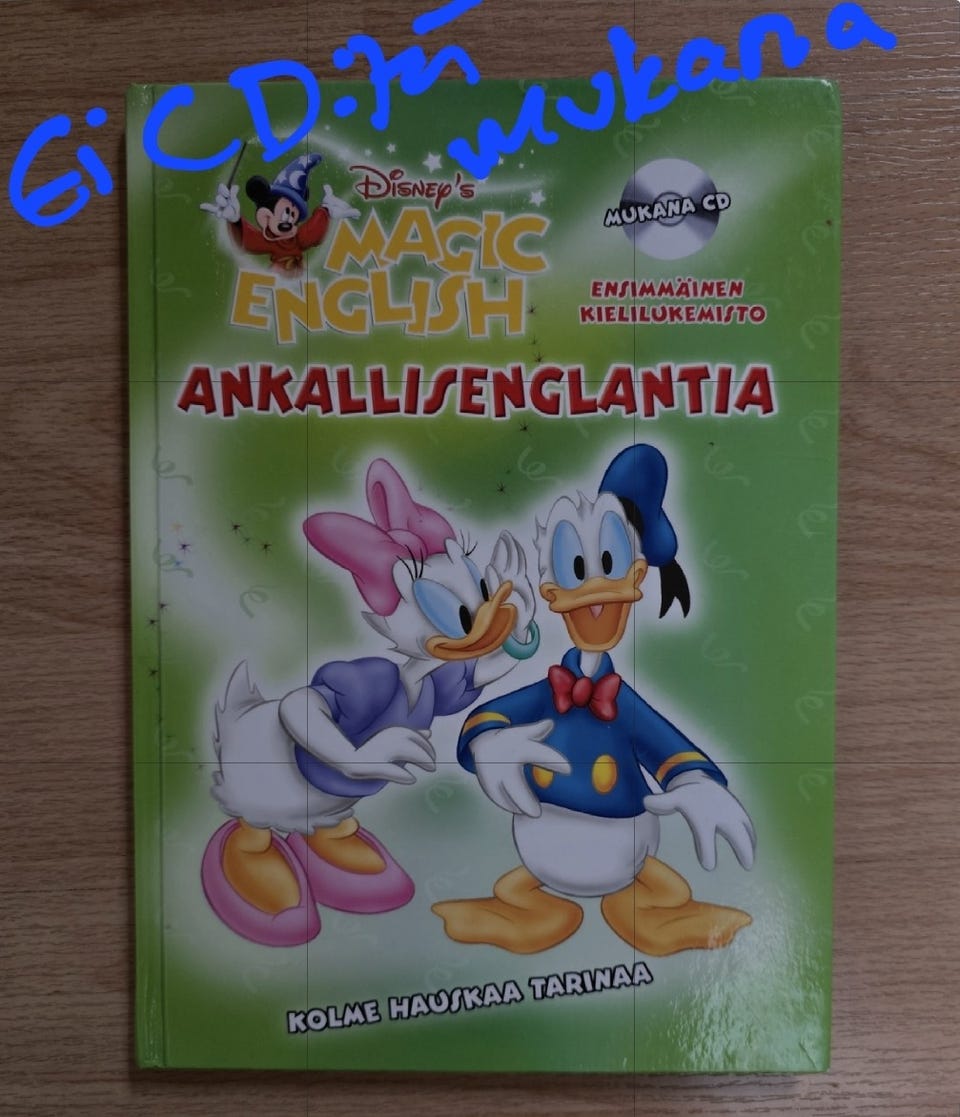 Ei CD:tä mukana
DISNEY'S
MAGIC
ENGLISH
MUKANA CD
ENSIMMÄINEN
KIELILUKEMISTO
ANKALLISENGLANTIA
KOLME HAUSKAA TARINAA